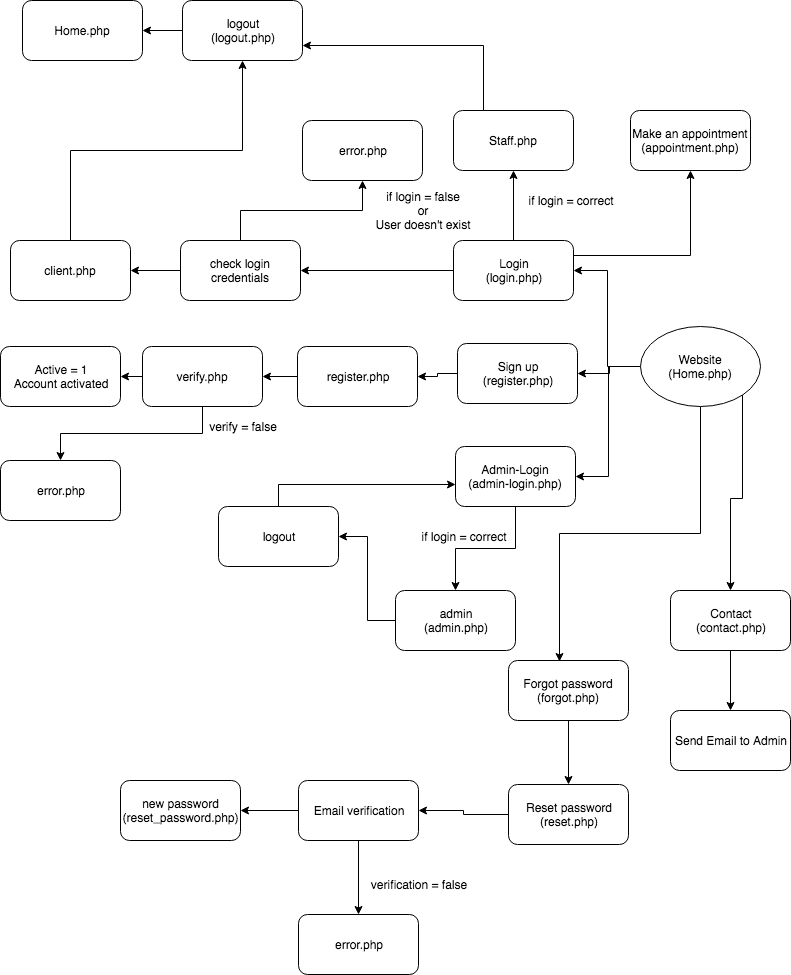 Home.php
logout
(logout.php)
error.php
Staff.php
Make an appointment
(appointment.php)
if login = false
or
User doesn't exist
if login = correct
client.php
check login
credentials
Login
(login.php)
Active = 1
Account activated
verify.php
register.php
Sign up
(register.php)
Website
(Home.php)
verify = false
error.php
Admin-Login
(admin-login.php)
logout
if login = correct
admin
(admin.php)
Contact
(contact.php)
Forgot password
(forgot.php)
Send Email to Admin
new password
(reset_password.php)
Email verification
Reset password
(reset.php)
verification = false
error.php